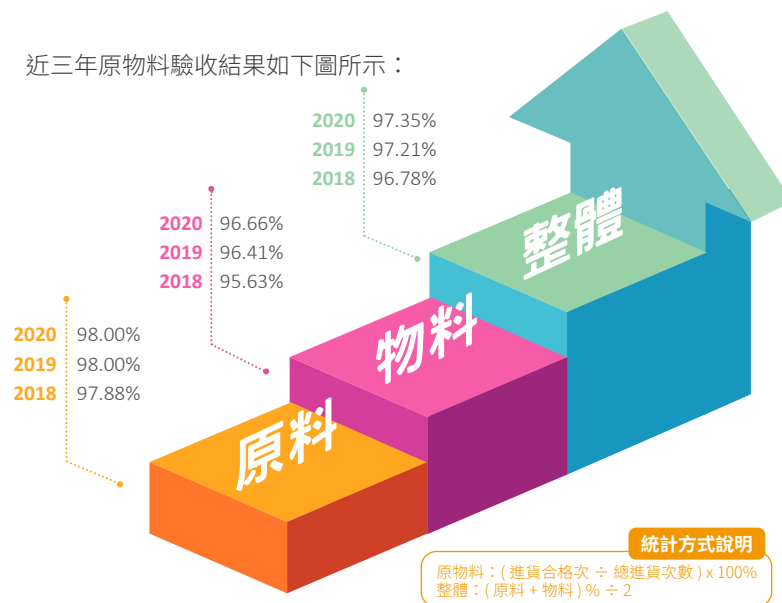 近三年原物料驗收結果如下圖所示：
2020 97.35%
2019 97.21%
2018 96.78%
整體
2020 96.66%
2019 96.41%
2018 95.63%
物料
2020 98.00%
2019 98.00%
2018 97.88%
原料
統計方式說明
原物料：( 進貨合格次 ÷ 總進貨次數 ) x 100%
整體：( 原料 + 物料 ) % ÷ 2